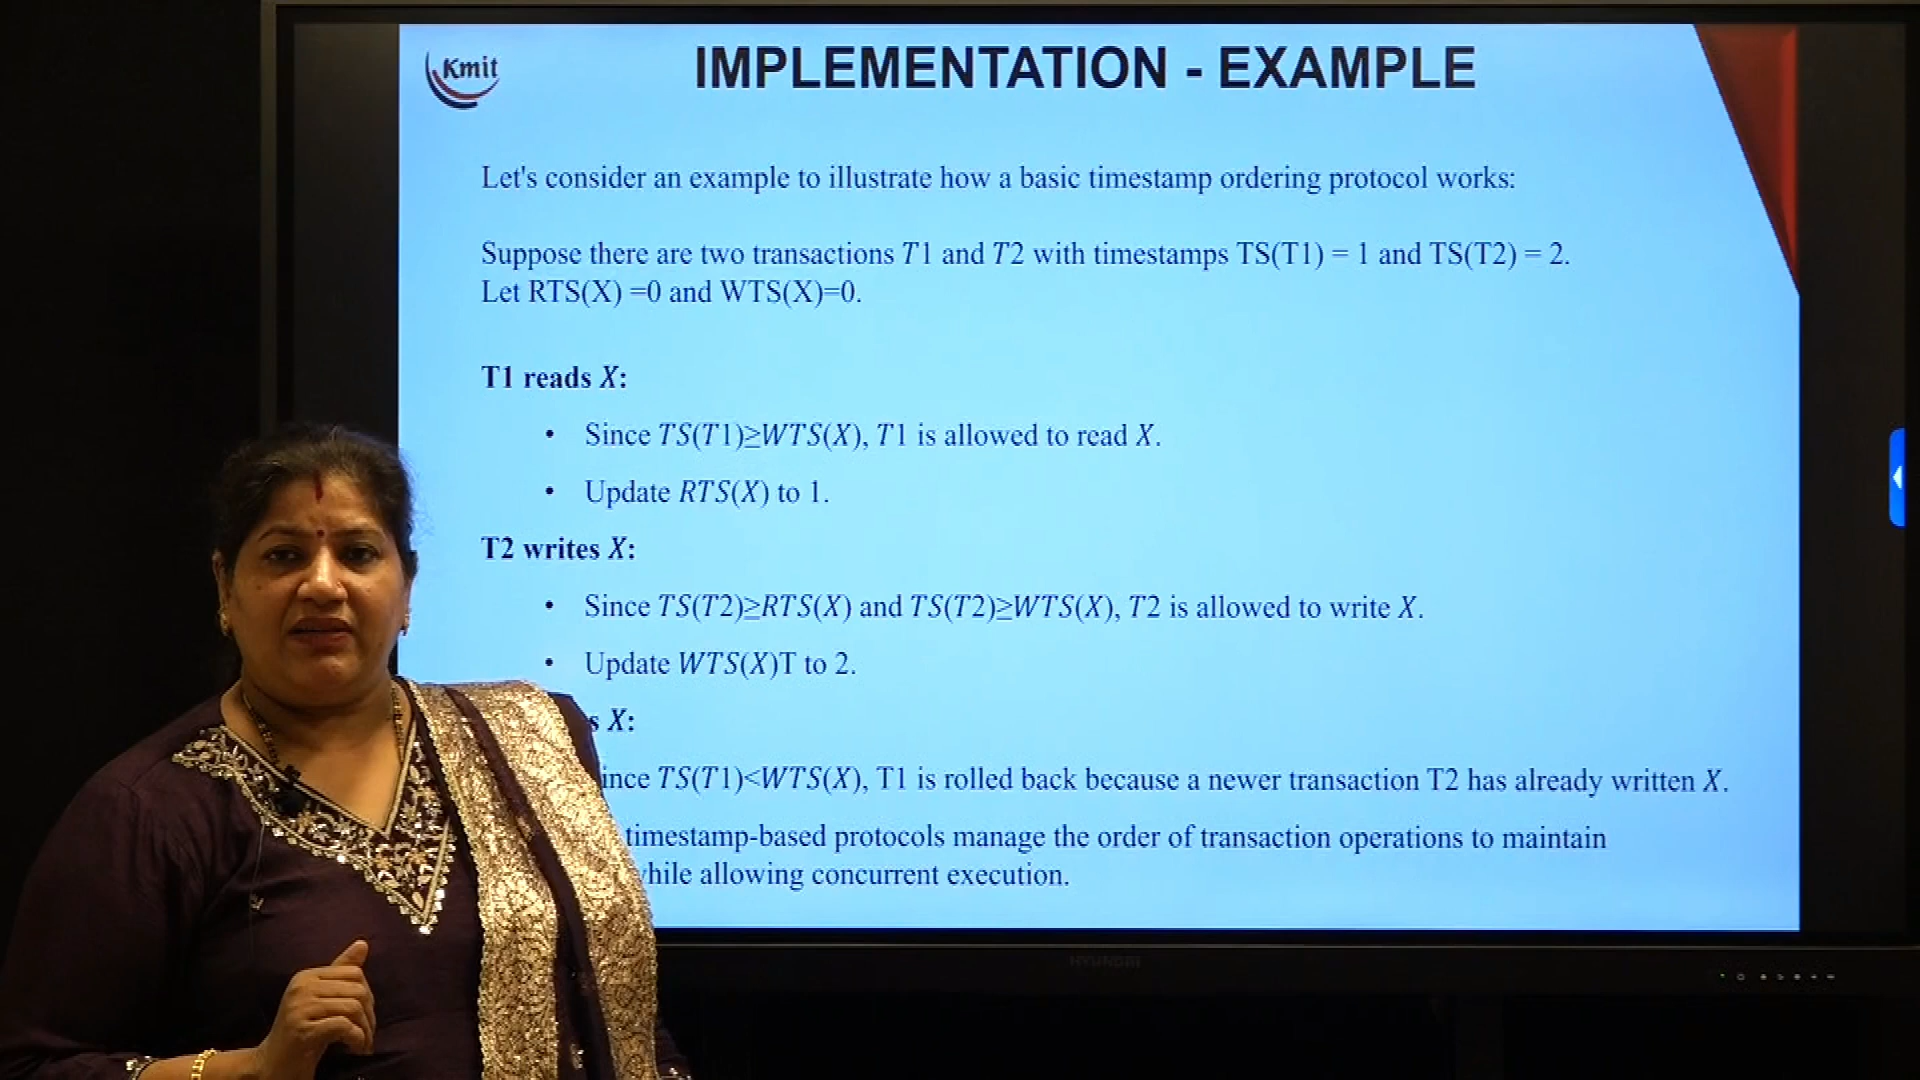 Kmit
IMPLEMENTATION - EXAMPLE
Let's consider an example to illustrate how a basic timestamp ordering protocol works:
Suppose there are two transactions T1 and T2 with timestamps TS(T1) = 1 and TS(T2) = 2.
Let RTS(X) =0 and WTS(X)=0.
T1 reads X:
• Since TS(T1)≥WTS(X), T1 is allowed to read X.
• Update RTS(X) to 1.
T2 writes X:
• Since TS(T2)≥RTS(X) and TS(T2)≥WTS(X), T2 is allowed to write X.
• Update WTS(X)T to 2.
X:
TS(T1)<WTS(X), T1 is rolled back because a newer transaction T2 has already written X.
timestamp-based protocols manage the order of transaction operations to maintain
while allowing concurrent execution.
HYUNDAI